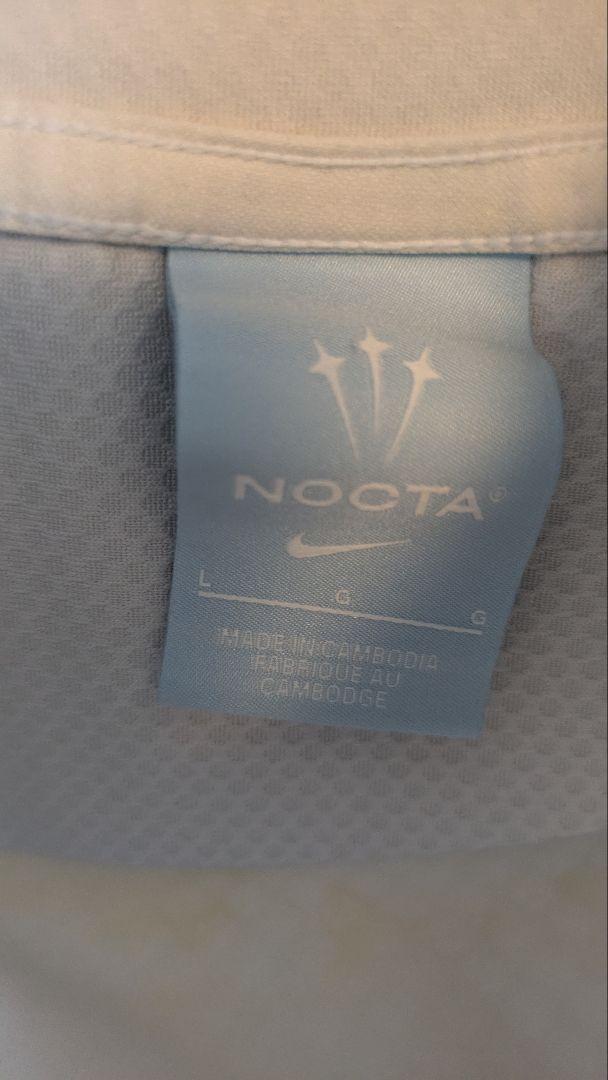 NOCTA®
L G G
MADE IN CAMBODIA
FABRIQUE AU
CAMBODGE